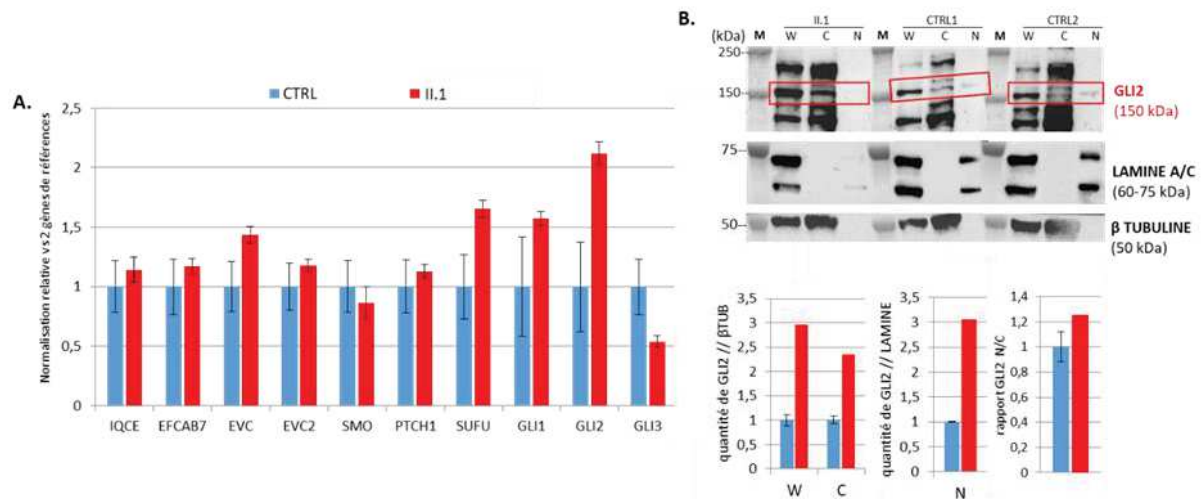 A.
CTRL
II.1
Normalisation relative vs 2 gènes de références
2,5
2
1,5
1
0,5
0
IQCE EFCAB7 EVC EVC2 SMO PTCH1 SUFU GLI1 GLI2 GLI3
B.
II.1 CTRL1 CTRL2
(kDa) M W C N M W C N M W C N
250
150
GLI2
(150 kDa)
75
LAMINE A/C
(60-75 kDa)
50
β TUBULINE
(50 kDa)
quantité de GLI2 // βTUB
3,5
3
2,5
2
1,5
1
0,5
0
W C
quantité de GLI2 // LAMINE
3,5
3
2,5
2
1,5
1
0,5
0
N
rapport GLI2 N/C
1,4
1,2
1
0,8
0,6
0,4
0,2
0